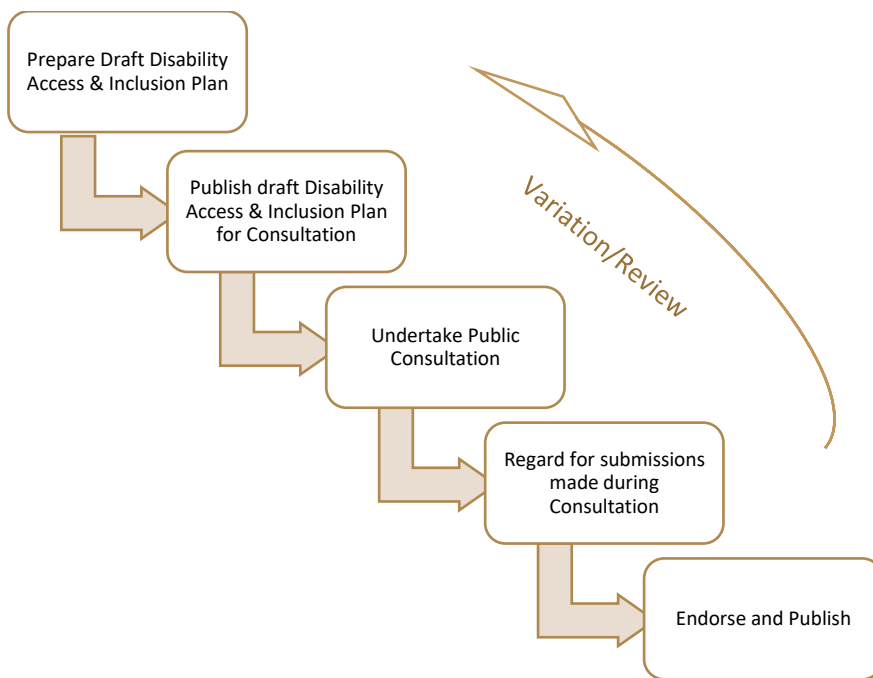 Prepare Draft Disability
Access & Inclusion Plan
Publish draft Disability
Access & Inclusion Plan
for Consultation
Variation/Review
Undertake Public
Consultation
Regard for submissions
made during
Consultation
Endorse and Publish